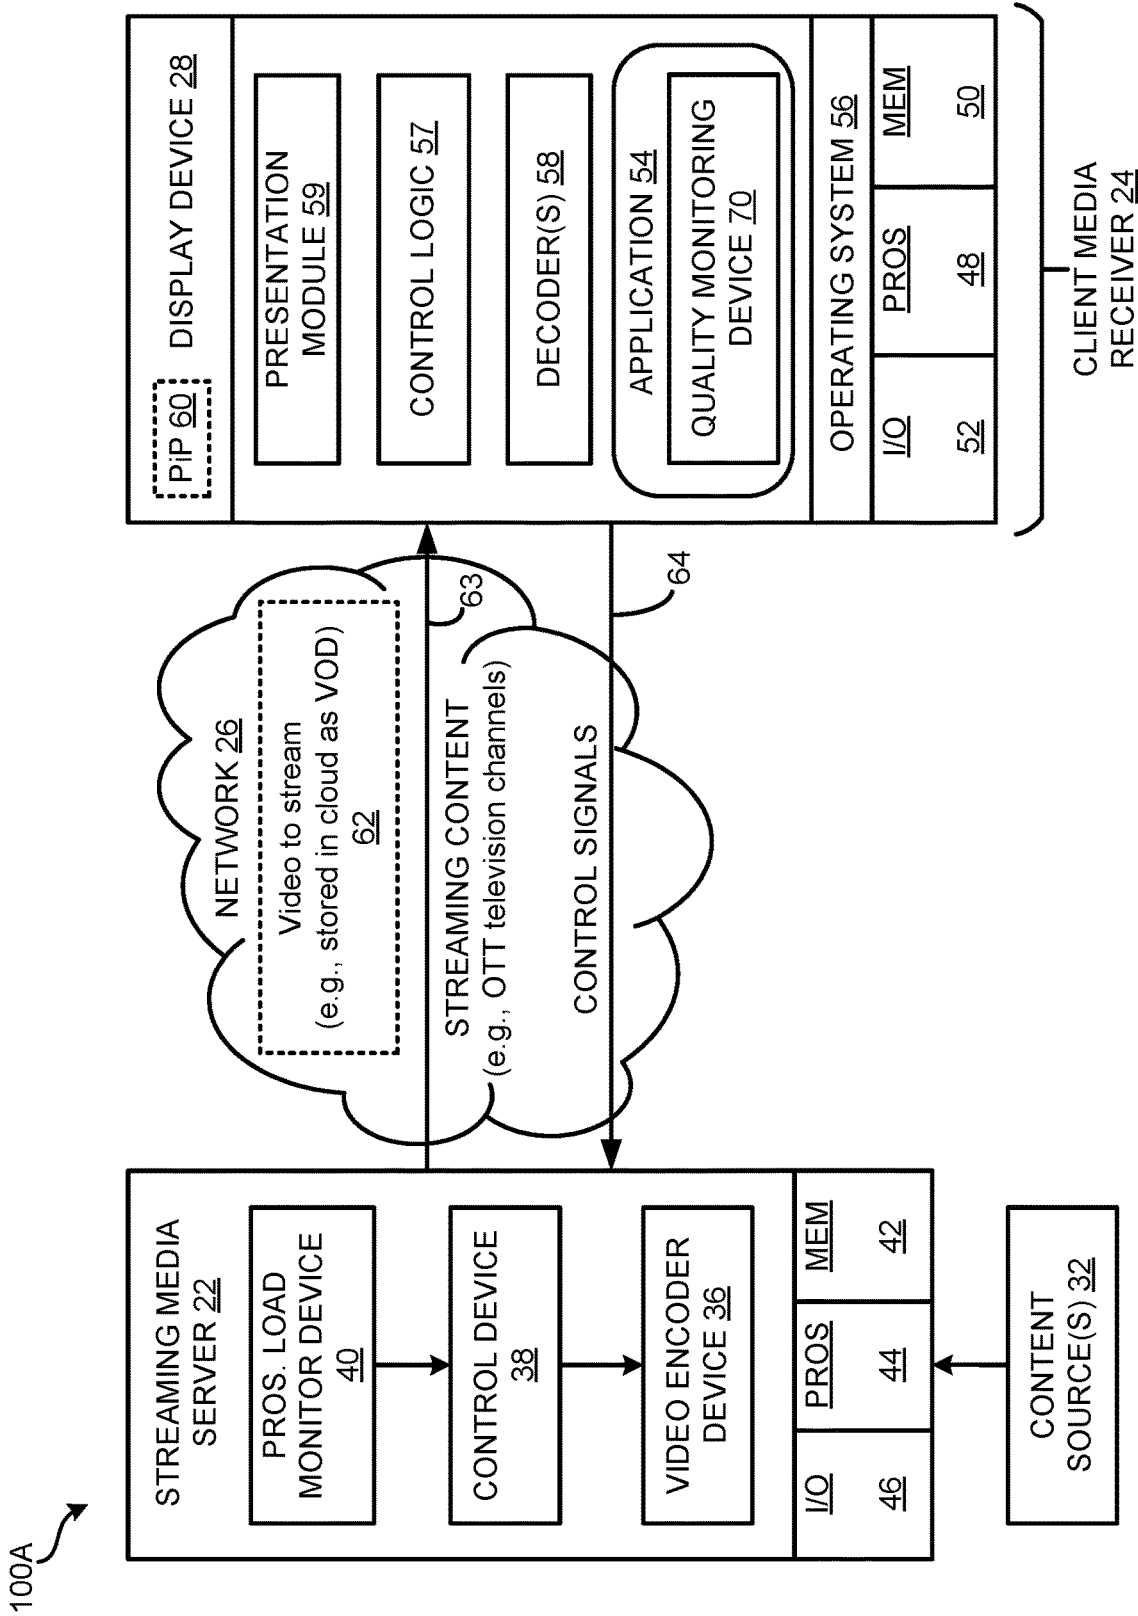 100A
STREAMING MEDIA
SERVER 22
PROS. LOAD
MONITOR DEVICE
40
CONTROL DEVICE
38
VIDEO ENCODER
DEVICE 36
I/O
46
PROS
44
MEM
42
CONTENT
SOURCE(S) 32
NETWORK 26
Video to stream
(e.g., stored in cloud as VOD)
62
63
STREAMING CONTENT
(e.g., OTT television channels)
CONTROL SIGNALS
64
PiP 60
DISPLAY DEVICE 28
PRESENTATION
MODULE 59
CONTROL LOGIC 57
DECODER(S) 58
APPLICATION 54
QUALITY MONITORING
DEVICE 70
OPERATING SYSTEM 56
I/O
52
PROS
48
MEM
50
CLIENT MEDIA
RECEIVER 24